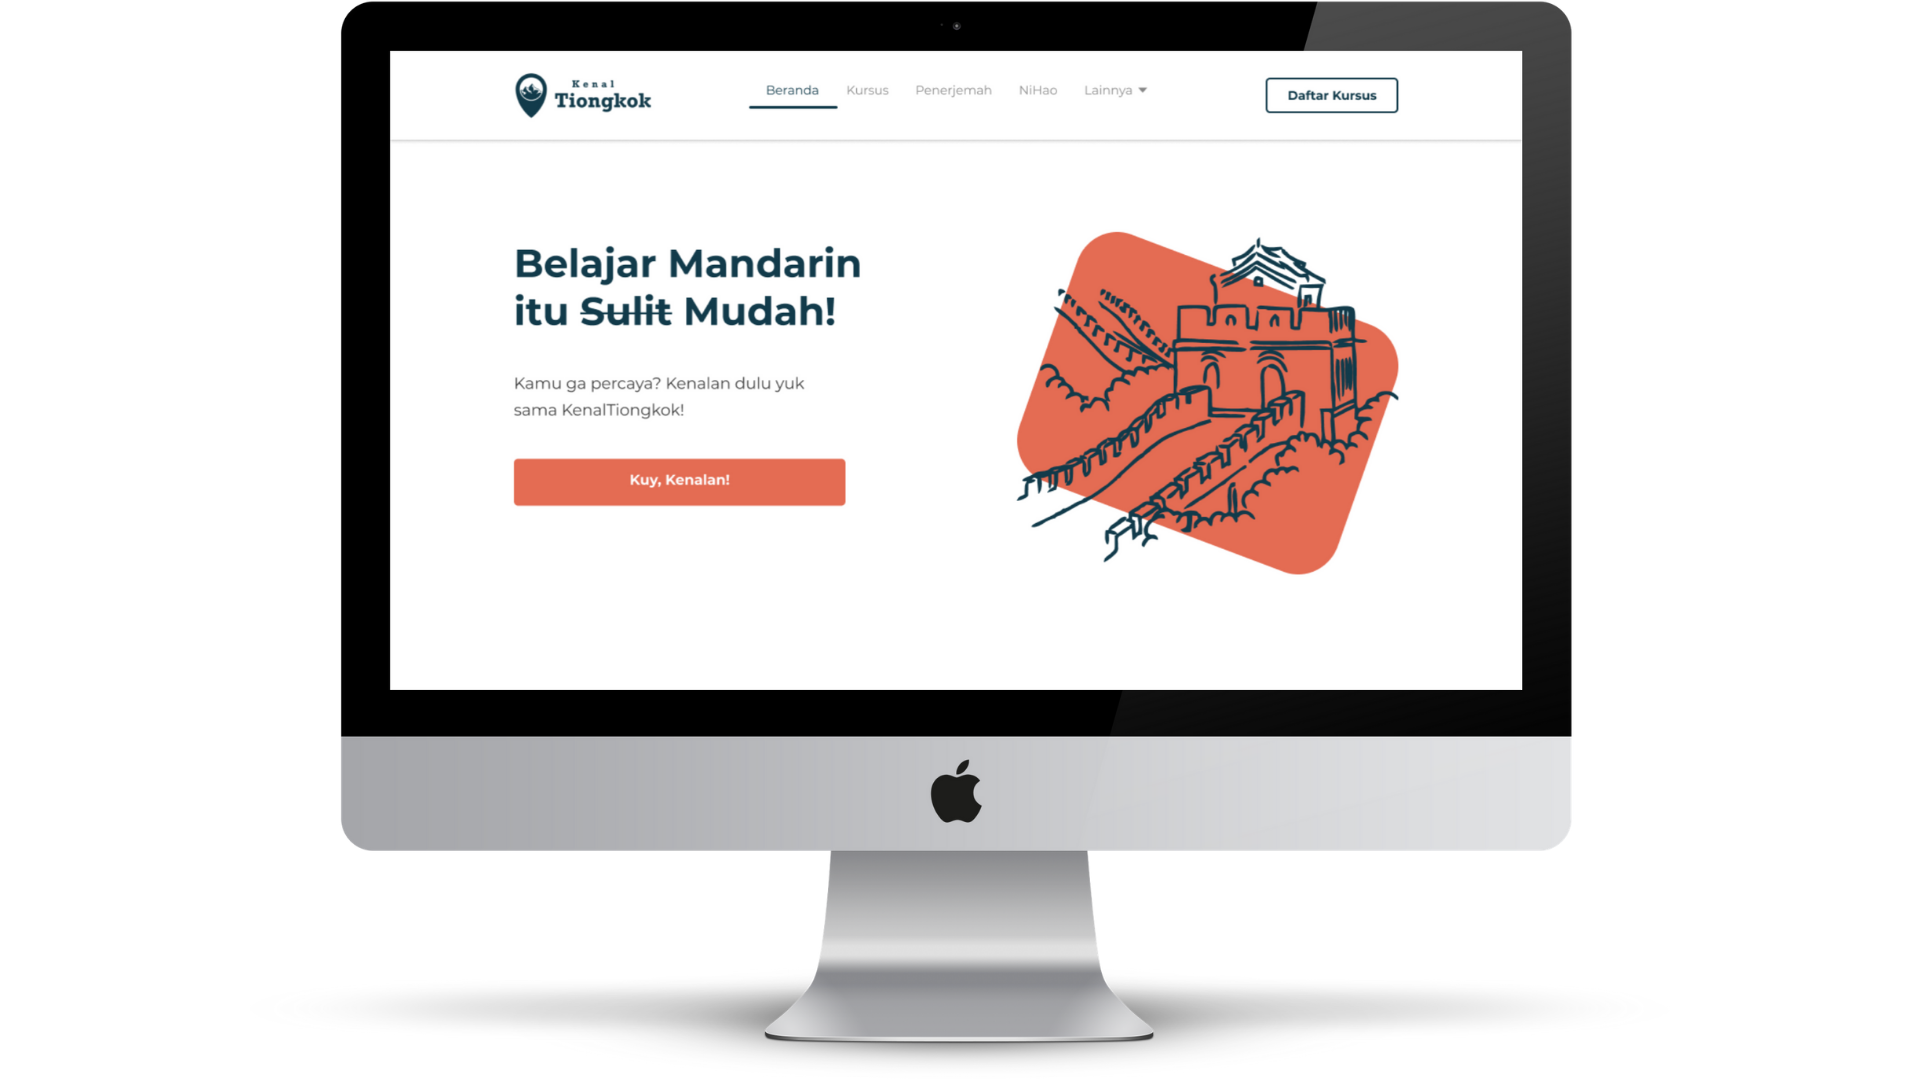 Kenal
Tiongkok
Beranda Kursus Penerjemah NiHao Lainnya
Daftar Kursus
Belajar Mandarin
itu Sulit Mudah!
Kamu ga percaya? Kenalan dulu yuk
sama KenalTiongkok!
Kuy, Kenalan!